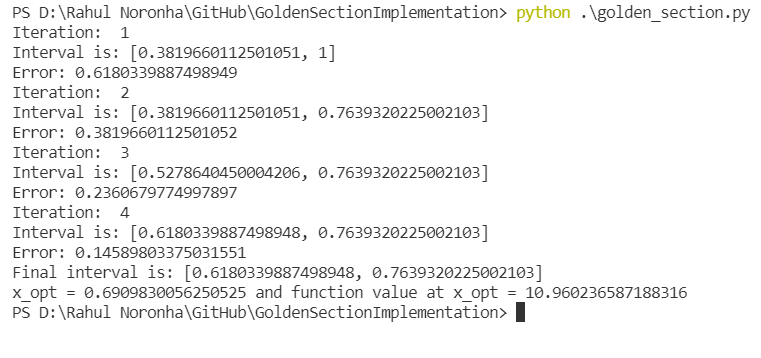 PS D:\Rahul Noronha\GitHub\GoldenSectionImplementation> python .\golden_section.py
Iteration:  1
Interval is: [0.3819660112501051, 1]
Error: 0.6180339887498949
Iteration:  2
Interval is: [0.3819660112501051, 0.7639320225002103]
Error: 0.3819660112501052
Iteration:  3
Interval is: [0.5278640450004206, 0.7639320225002103]
Error: 0.2360679774997897
Iteration:  4
Interval is: [0.6180339887498948, 0.7639320225002103]
Error: 0.14589803375031551
Final interval is: [0.6180339887498948, 0.7639320225002103]
x_opt = 0.6909830056250525 and function value at x_opt = 10.960236587188316
PS D:\Rahul Noronha\GitHub\GoldenSectionImplementation>